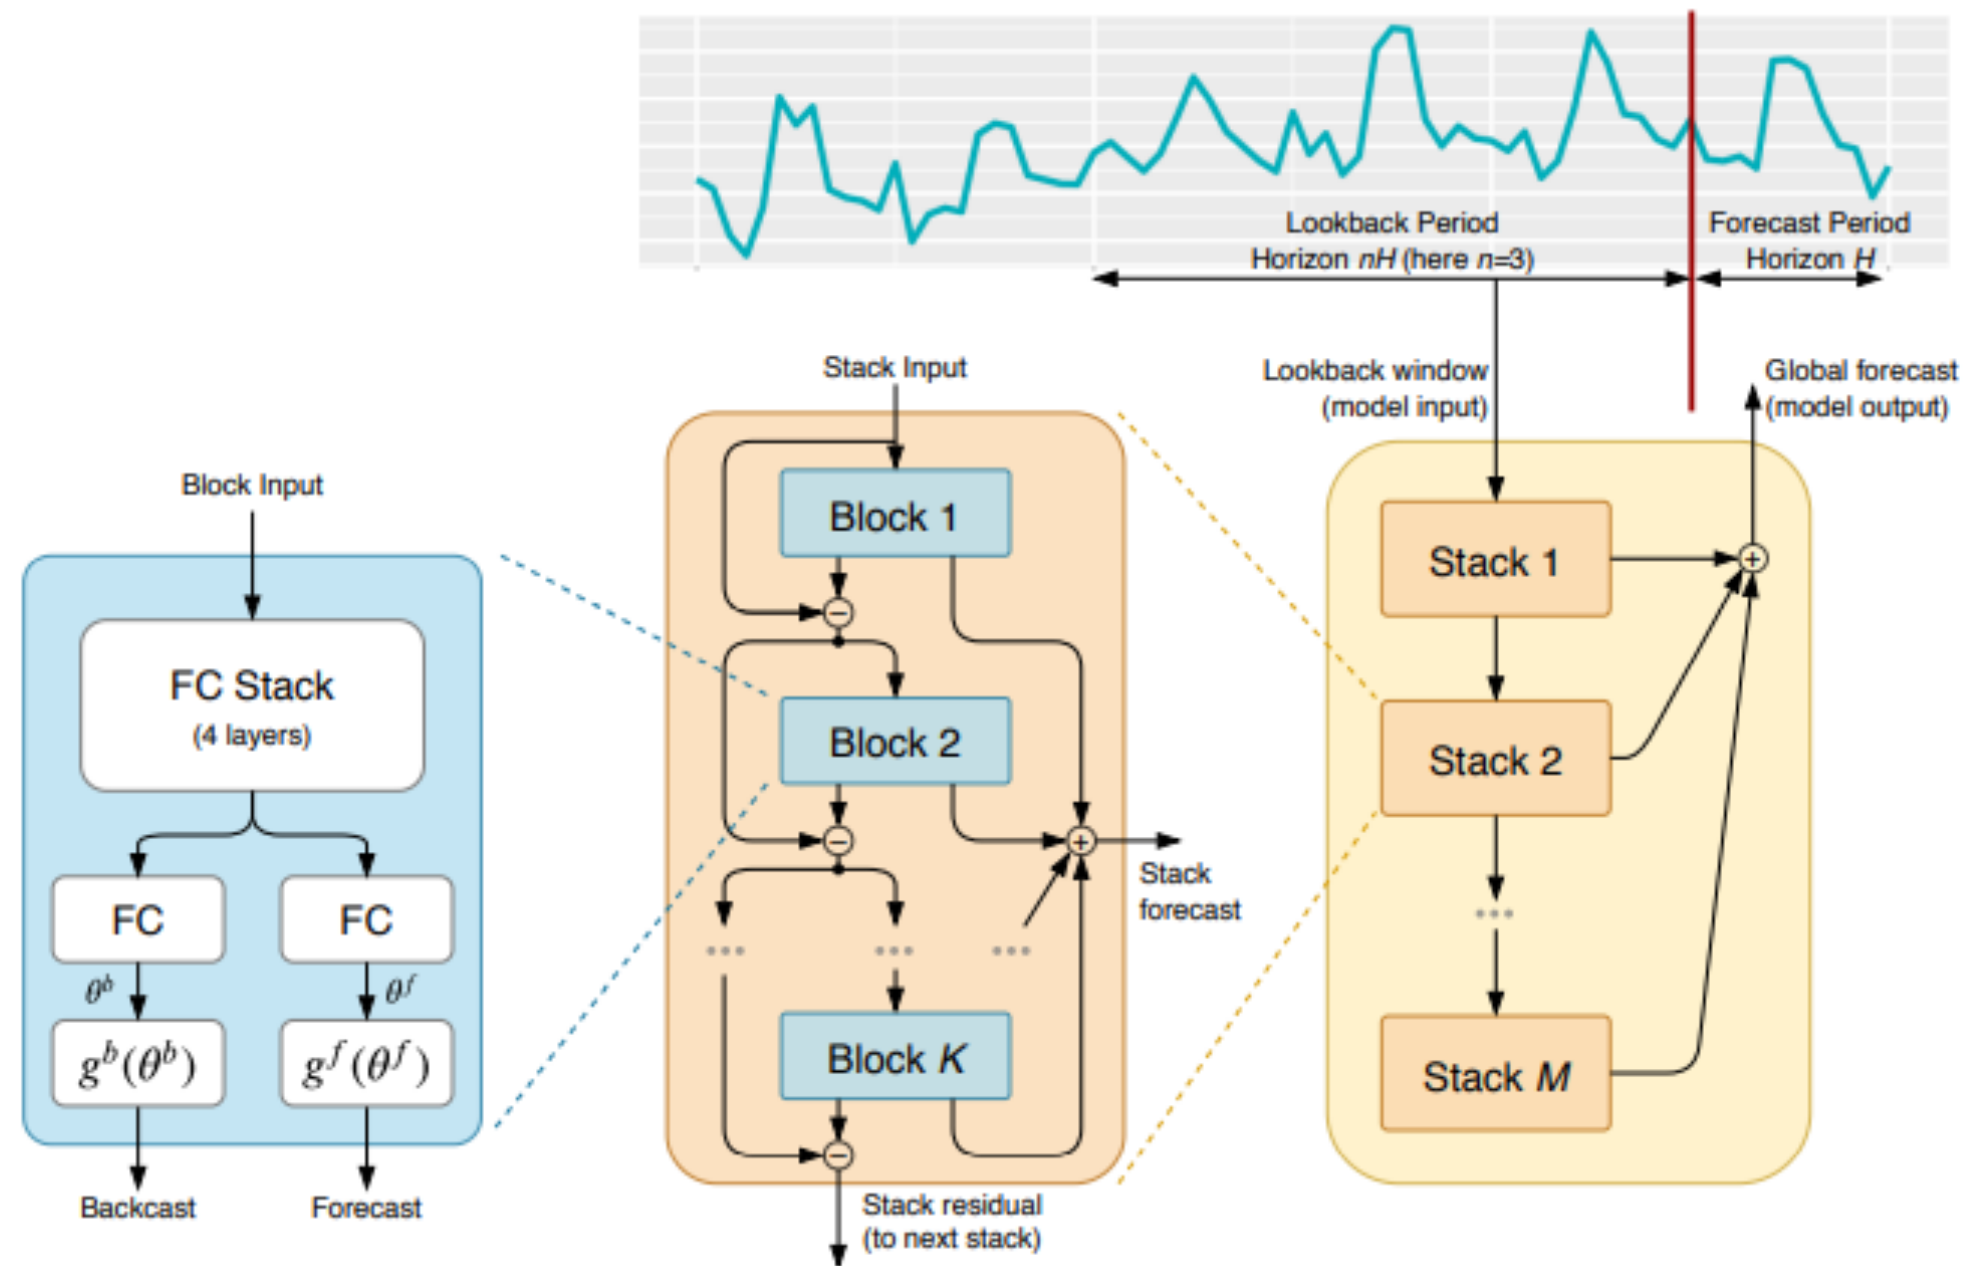 Lookback Period
Horizon nH (here n=3)
Forecast Period
Horizon H
Block Input
FC Stack
(4 layers)
FC
FC
θ^b
θ^f
g^b(θ^b)
g^f(θ^f)
Backcast
Forecast
Stack Input
Block 1
−
Block 2
−
+
Stack
forecast
...
...
...
Block K
−
Stack residual
(to next stack)
Lookback window
(model input)
Global forecast
(model output)
Stack 1
+
Stack 2
...
Stack M